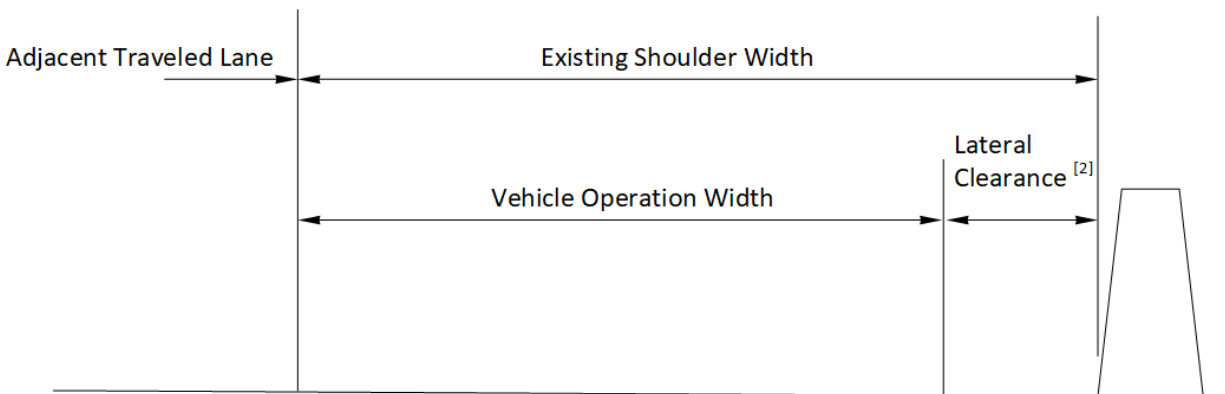 Adjacent Traveled Lane
Existing Shoulder Width
Lateral
Clearance [2]
Vehicle Operation Width